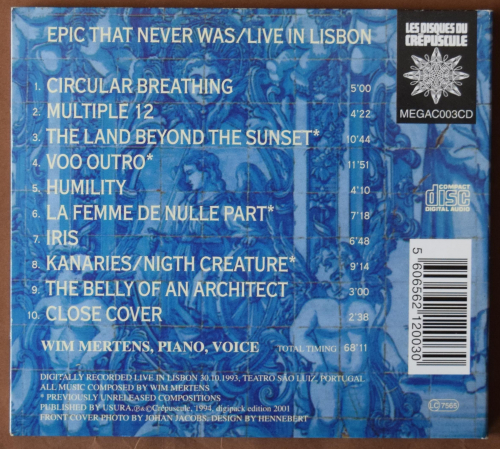 EPIC THAT NEVER WAS/LIVE IN LISBON
LES DISQUES DU
CRÉPUSCULE
MEGAC003CD
1. CIRCULAR BREATHING 5'00
2. MULTIPLE 12 4'22
3. THE LAND BEYOND THE SUNSET* 10'44
4. VOO OUTRO* 11'51
5. HUMILITY 4'10
6. LA FEMME DE NULLE PART* 7'18
7. IRIS 6'48
8. KANARIES/NIGTH CREATURE* 9'14
9. THE BELLY OF AN ARCHITECT 3'00
10. CLOSE COVER 2'38
COMPACT
disc
DIGITAL AUDIO
5 606562 120030
WIM MERTENS, PIANO, VOICE TOTAL TIMING 68'11
DIGITALLY RECORDED LIVE IN LISBON 30.10.1993, TEATRO SÃO LUIZ, PORTUGAL
ALL MUSIC COMPOSED BY WIM MERTENS
* PREVIOUSLY UNRELEASED COMPOSITIONS
PUBLISHED BY USURA, ℗&© Crépuscule, 1994, digipack edition 2001
FRONT COVER PHOTO BY JOHAN JACOBS, DESIGN BY HENNEBERT
LC 7565